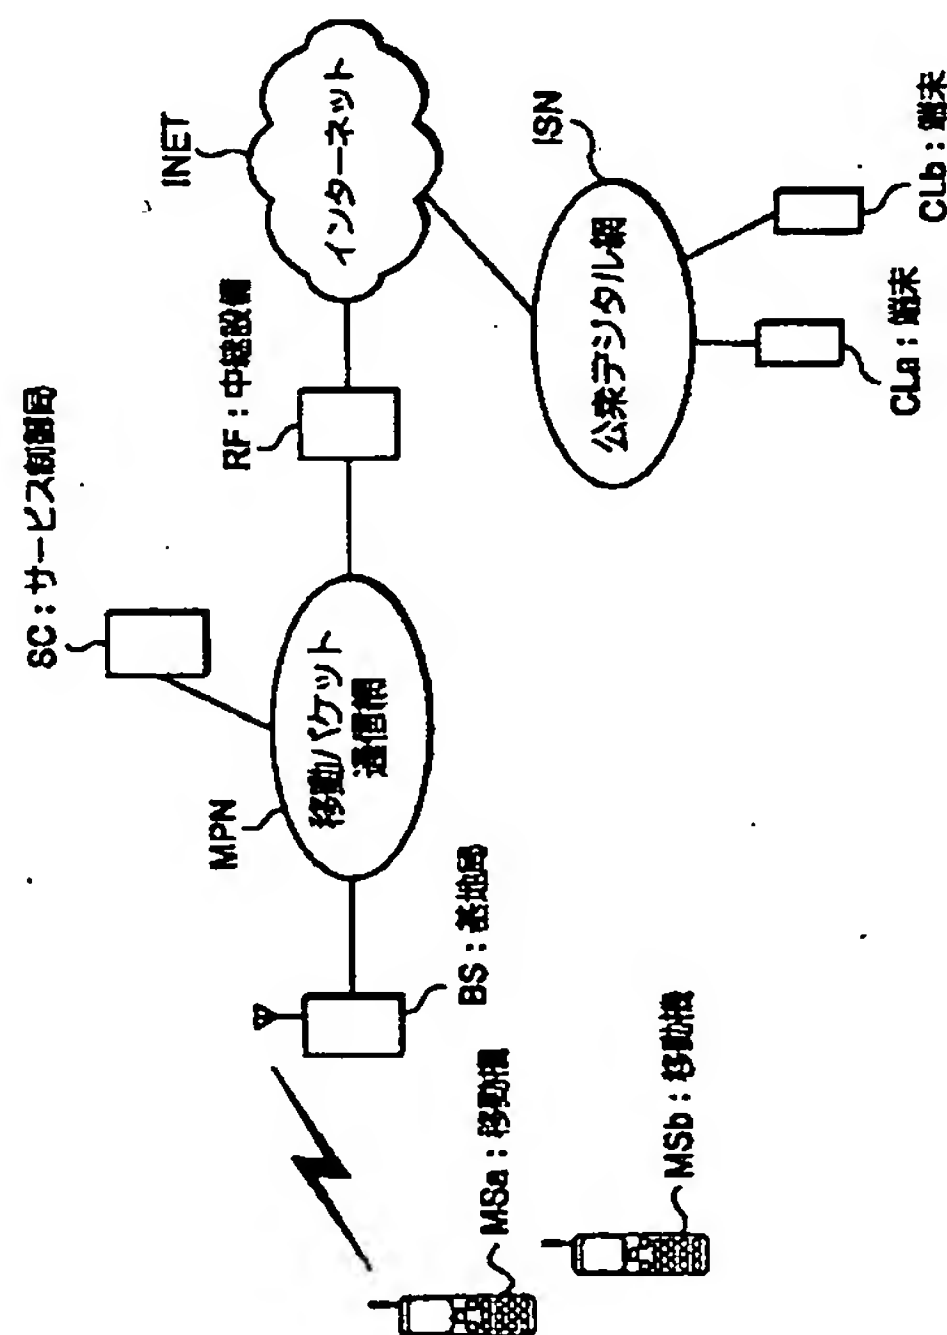 SC：サービス制御局
INET
インターネット
RF：中継設備
MPN
移動パケット
通信網
ISN
公衆デジタル網
BS：基地局
MSa：移動機
MSb：移動機
CLa：端末
CLb：端末